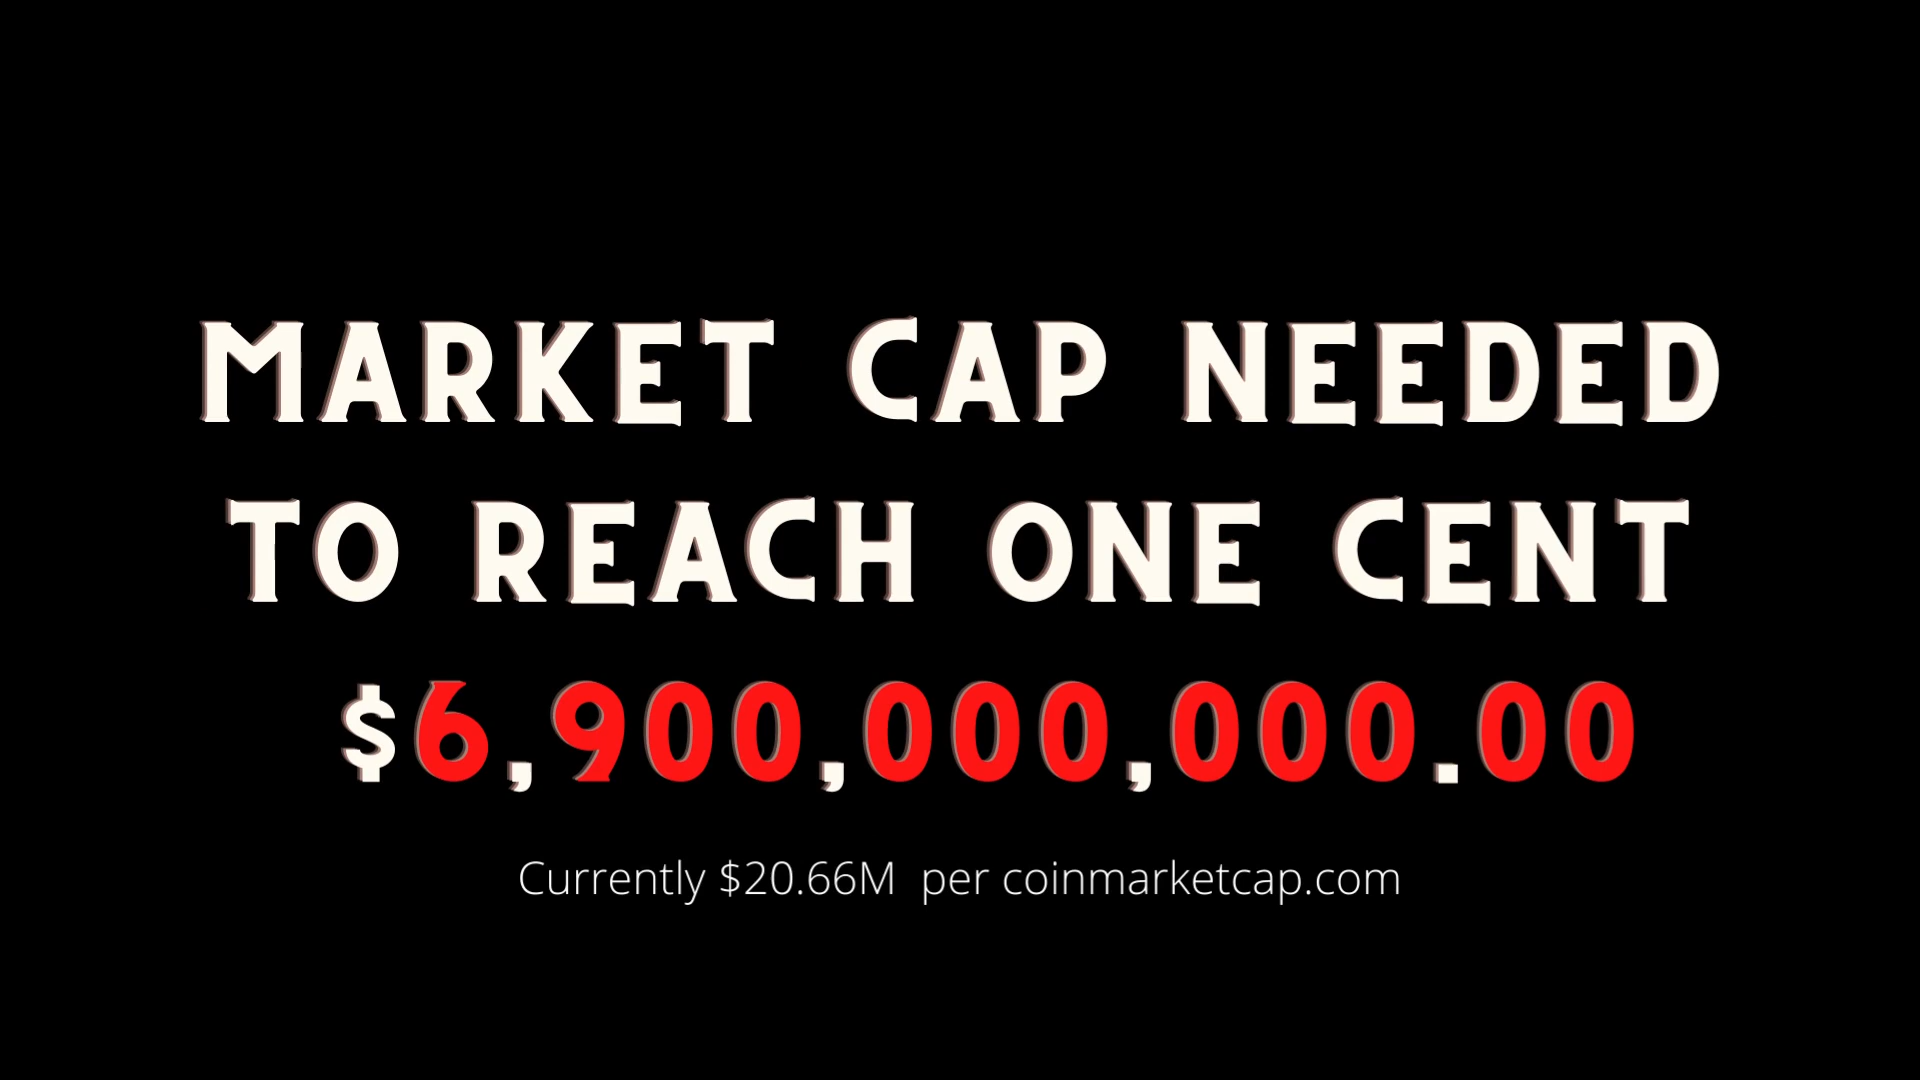 MARKET CAP NEEDED
TO REACH ONE CENT
$6,900,000,000.00
Currently $20.66M  per coinmarketcap.com